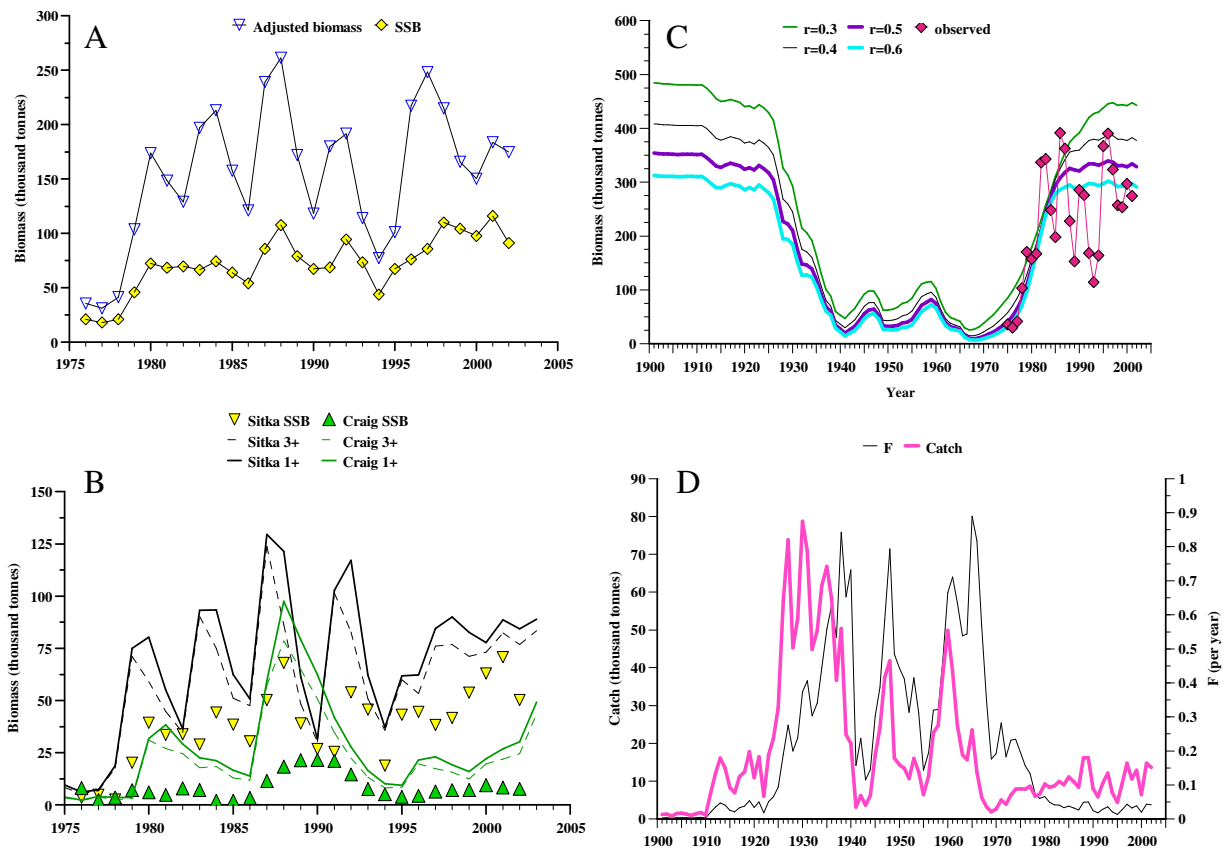 A
Adjusted biomass SSB
Biomass (thousand tonnes)
300
250
200
150
100
50
0
1975 1980 1985 1990 1995 2000 2005
C
r=0.3 r=0.5 observed
r=0.4 r=0.6
Biomass (thousand tonnes)
600
500
400
300
200
100
0
1900 1910 1920 1930 1940 1950 1960 1970 1980 1990 2000
Year
B
Sitka SSB Craig SSB
Sitka 3+ Craig 3+
Sitka 1+ Craig 1+
Biomass (thousand tonnes)
150
125
100
75
50
25
0
1975 1980 1985 1990 1995 2000 2005
D
F Catch
Catch (thousand tonnes)
90
80
70
60
50
40
30
20
10
0
1900 1910 1920 1930 1940 1950 1960 1970 1980 1990 2000
1
0.9
0.8
0.7
0.6
0.5
0.4
0.3
0.2
0.1
0
F (per year)